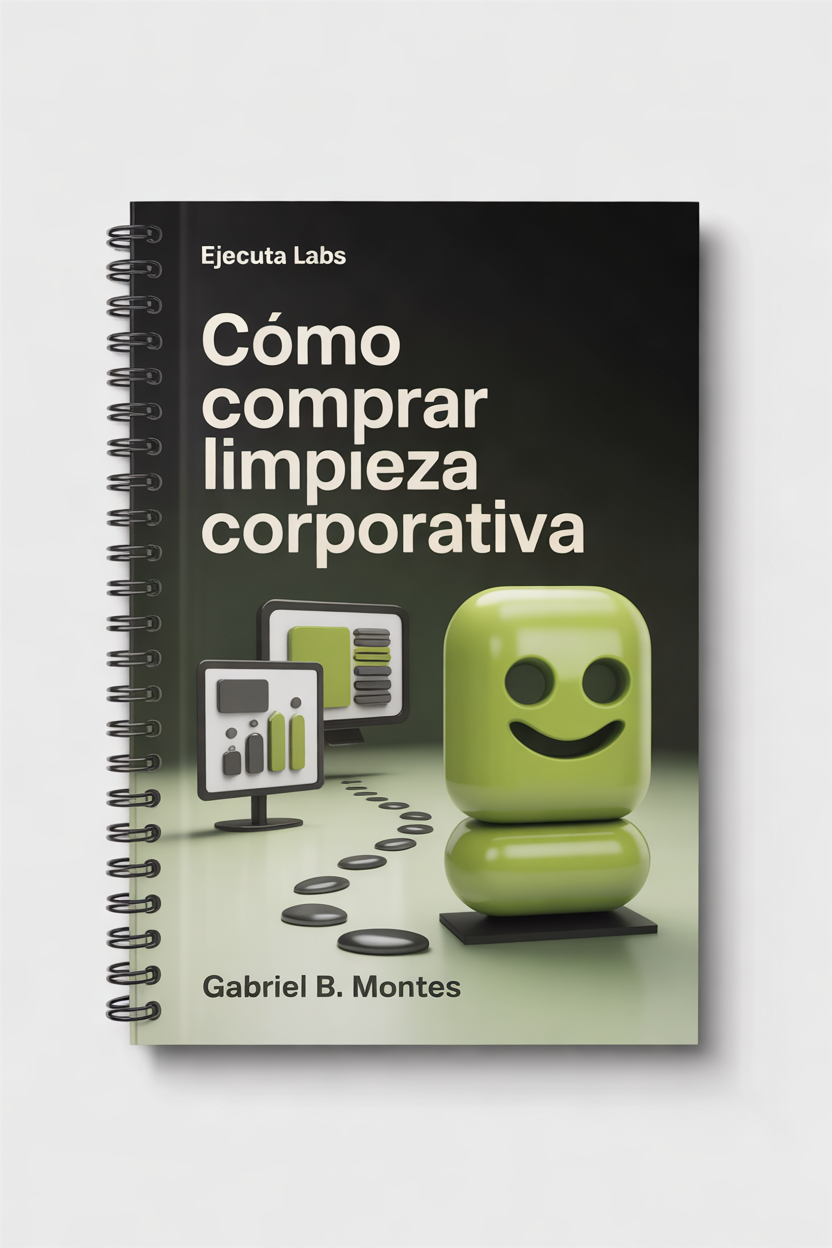 Ejecuta Labs
Cómo
comprar
limpieza
corporativa
Gabriel B. Montes